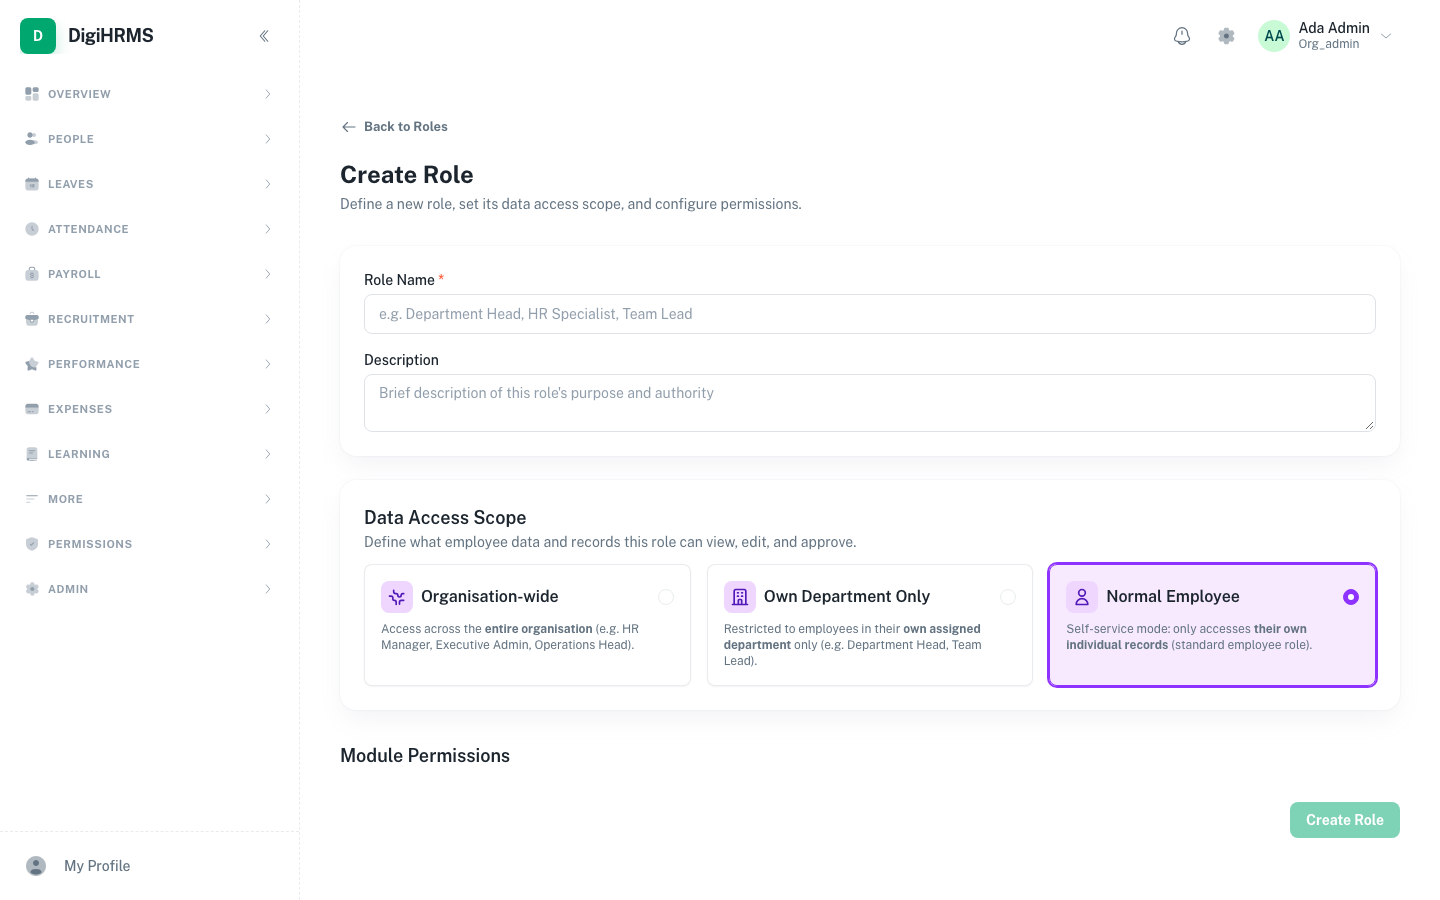 D DigiHRMS
OVERVIEW
PEOPLE
LEAVES
ATTENDANCE
PAYROLL
RECRUITMENT
PERFORMANCE
EXPENSES
LEARNING
MORE
PERMISSIONS
ADMIN
My Profile
AA
Ada Admin
Org_admin
Back to Roles
Create Role
Define a new role, set its data access scope, and configure permissions.
Role Name *
e.g. Department Head, HR Specialist, Team Lead
Description
Brief description of this role's purpose and authority
Data Access Scope
Define what employee data and records this role can view, edit, and approve.
Organisation-wide
Access across the entire organisation (e.g. HR
Manager, Executive Admin, Operations Head).
Own Department Only
Restricted to employees in their own assigned
department only (e.g. Department Head, Team
Lead).
Normal Employee
Self-service mode: only accesses their own
individual records (standard employee role).
Module Permissions
Create Role